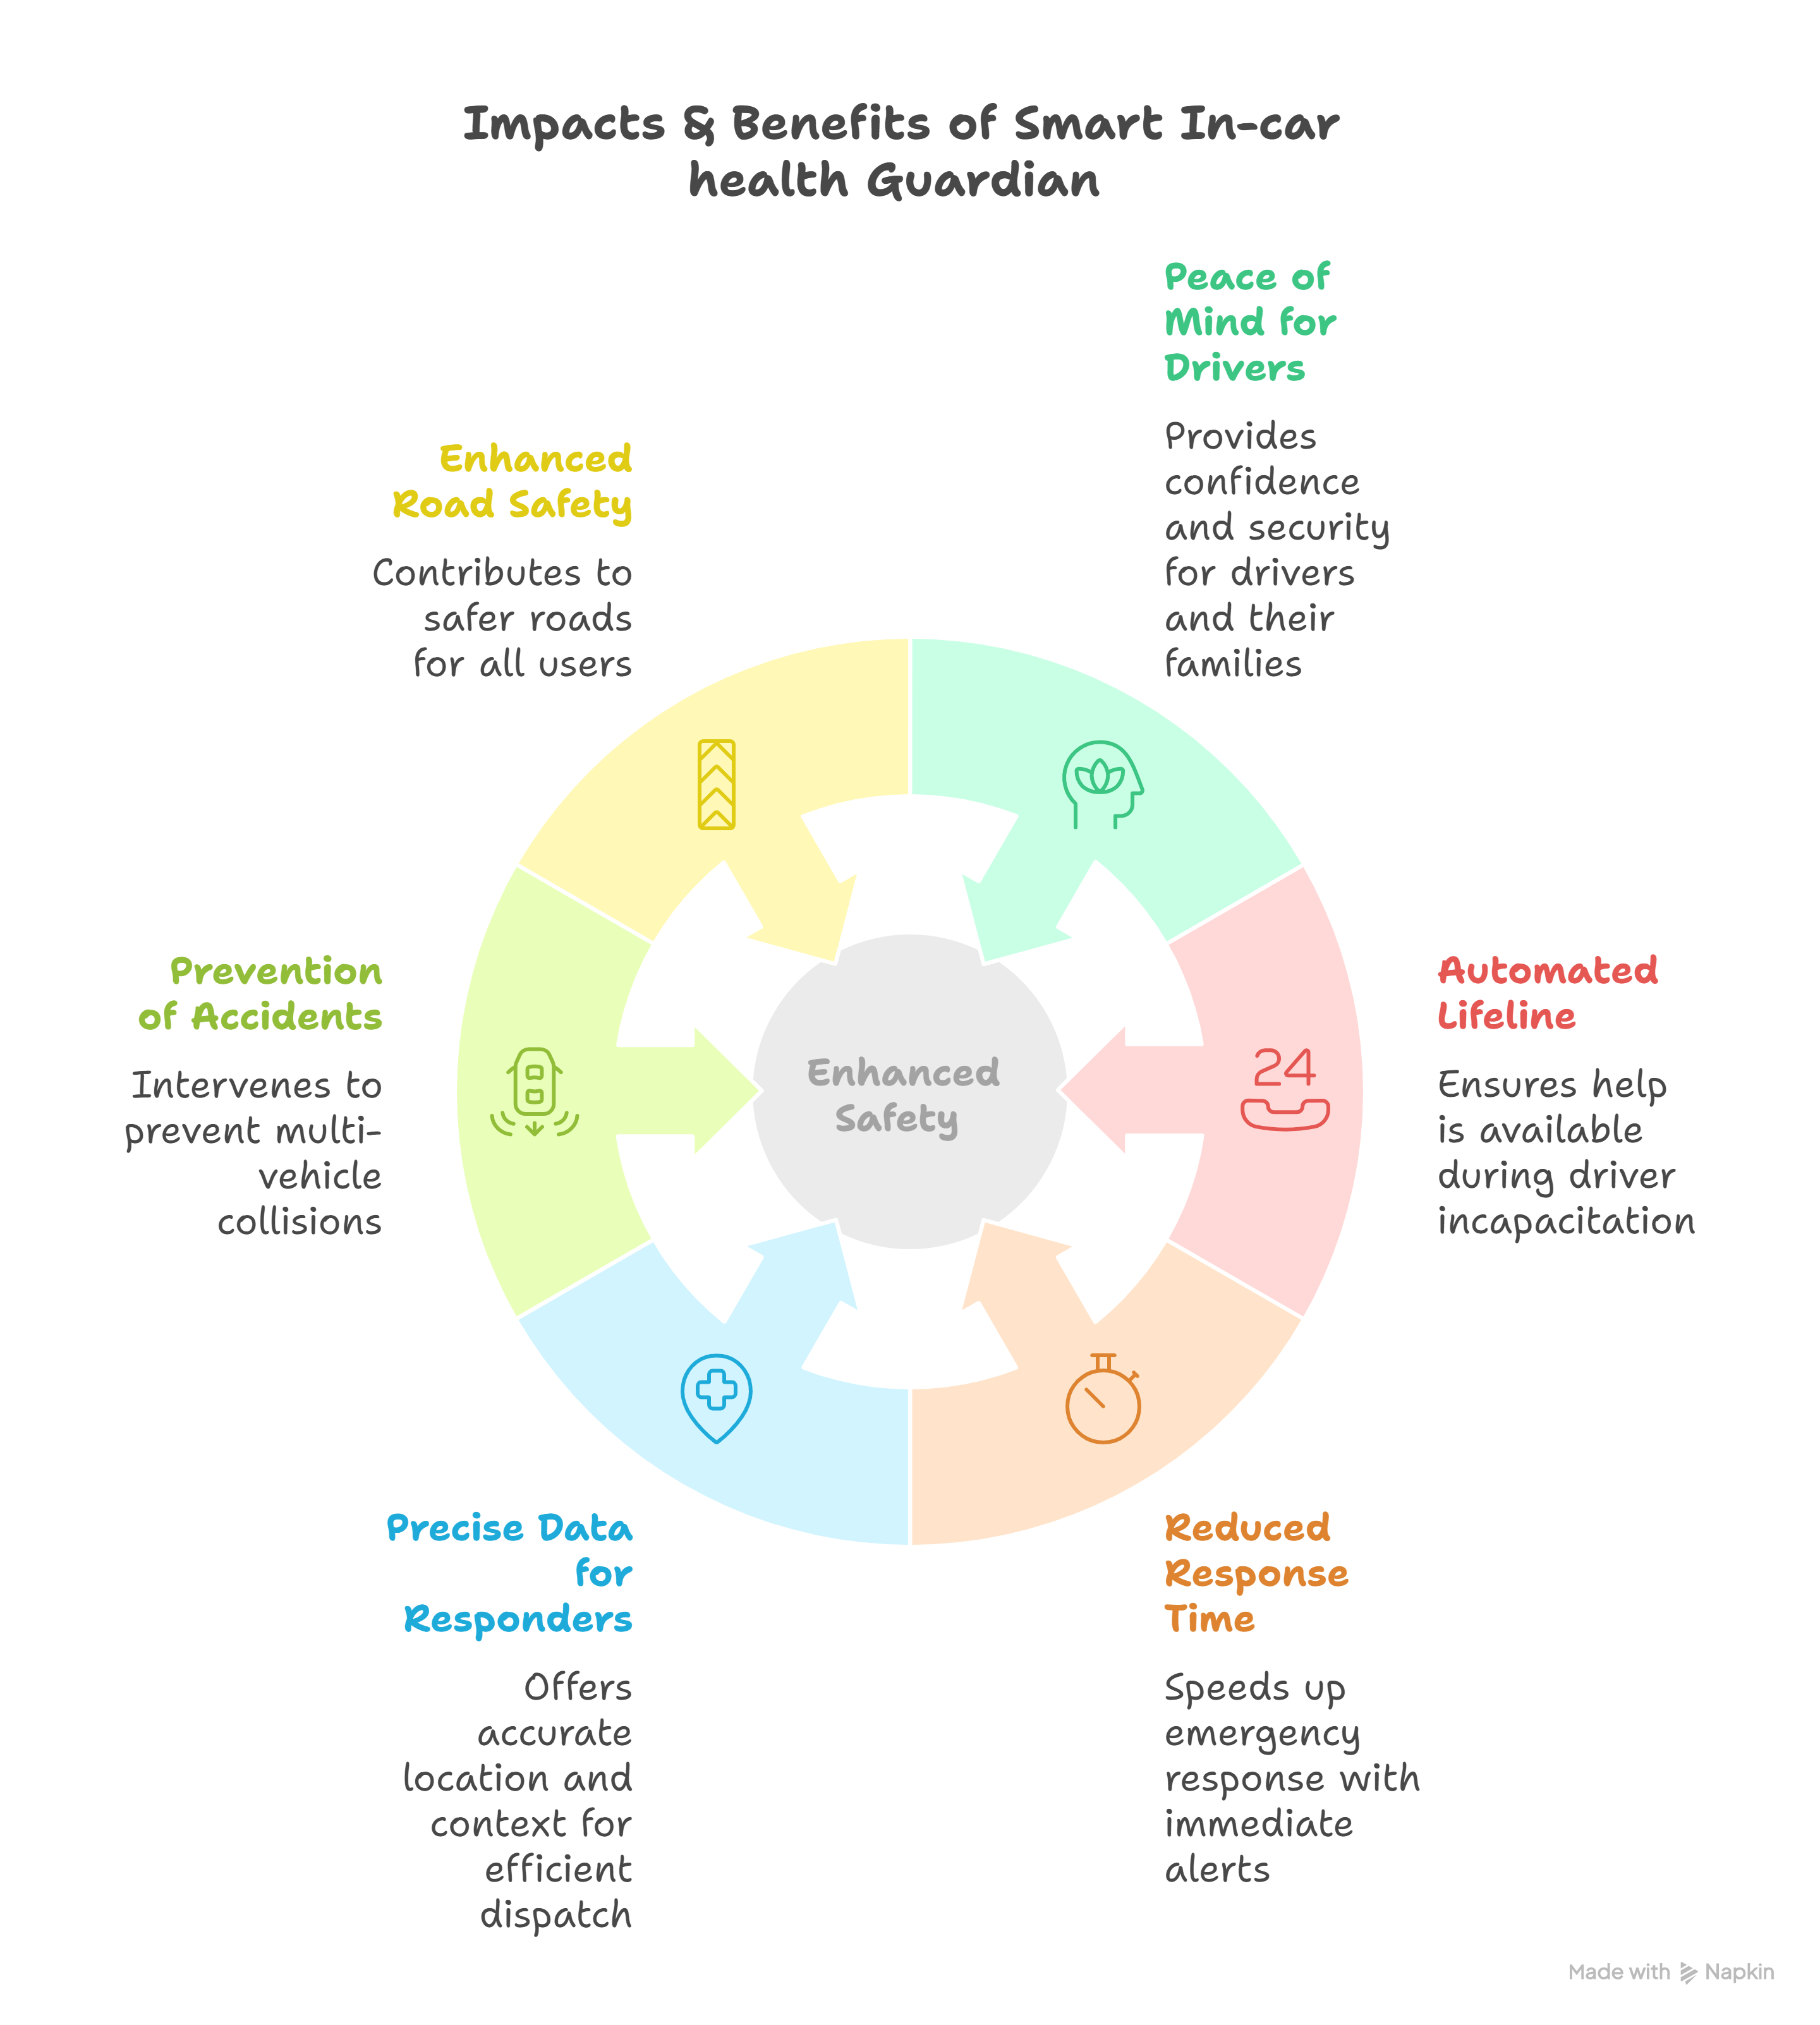 Impacts & Benefits of Smart In-car
health Guardian
Peace of
Mind for
Drivers
Provides
confidence
and security
for drivers
and their
families
Enhanced
Road Safety
Contributes to
safer roads
for all users
Prevention
of Accidents
Intervenes to
prevent multi-
vehicle
collisions
Enhanced
Safety
24
Automated
Lifeline
Ensures help
is available
during driver
incapacitation
Precise Data
for
Responders
Offers
accurate
location and
context for
efficient
dispatch
Reduced
Response
Time
Speeds up
emergency
response with
immediate
alerts
Made with Napkin